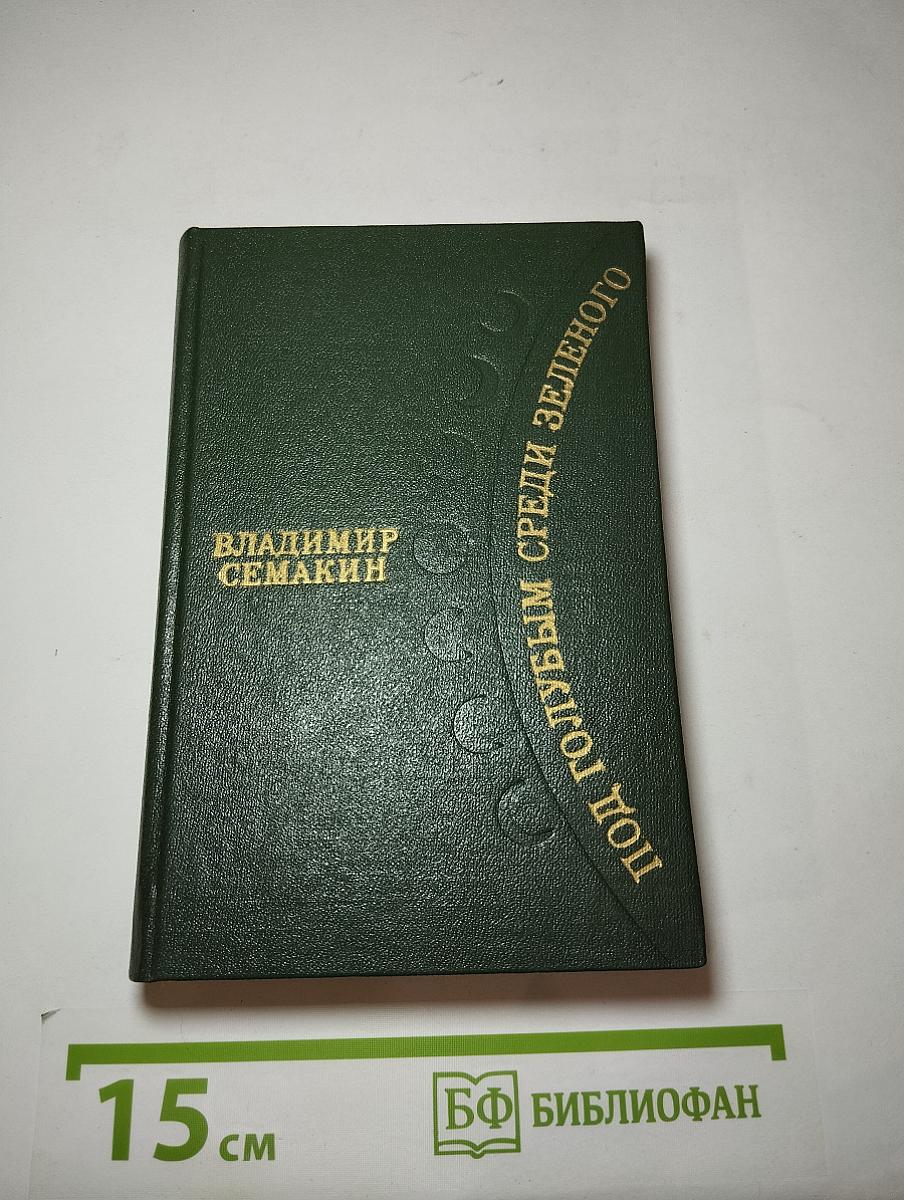 ВЛАДИМИР
СЕМАКИН
ПОД ГОЛУБЫМ СРЕДИ ЗЕЛЕНОГО
15 см
БФ БИБЛИОФАН